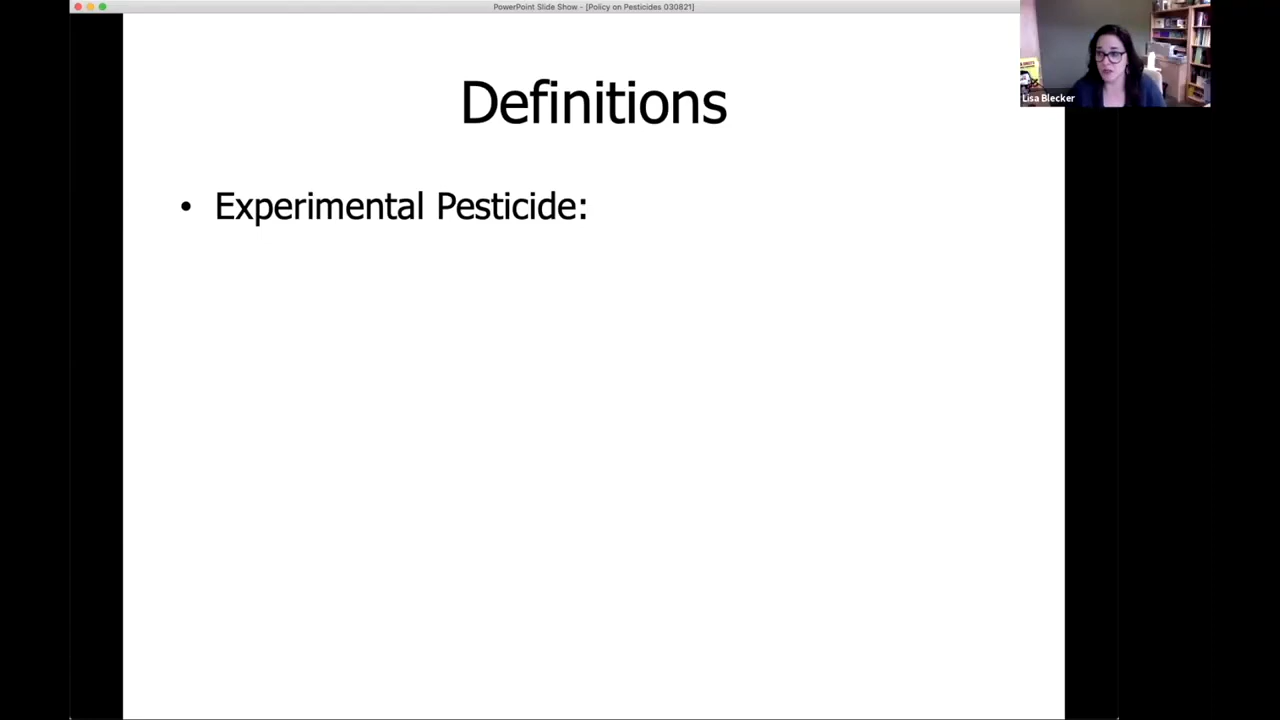 PowerPoint Slide Show - [Policy on Pesticides 030821]
Lisa Blecker
Definitions
• Experimental Pesticide: